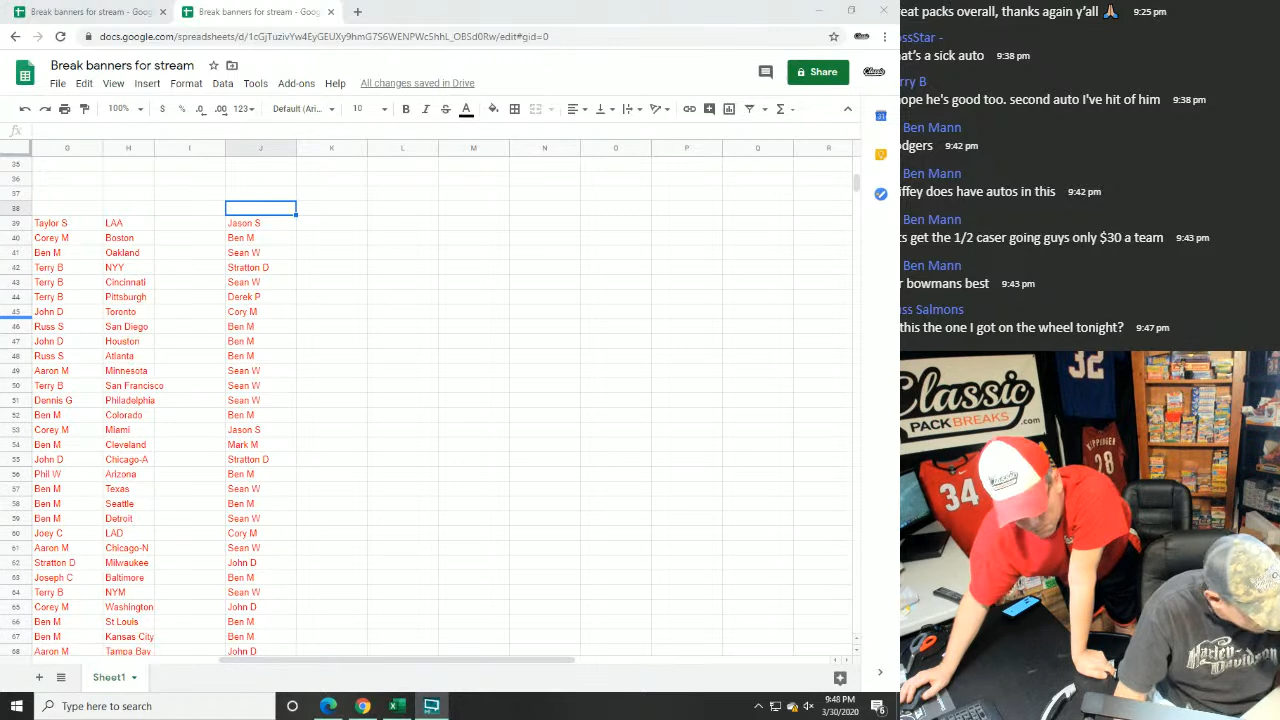 Break banners for stream - Goog
Break banners for stream - Goog
docs.google.com/spreadsheets/d/1cGjTuzivYw4EyGEUXy9hmG7S6WENPWc5hhL_OBSd0Rw/edit#gid=0
Break banners for stream
File Edit View Insert Format Data Tools Add-ons Help All changes saved in Drive
Share
100% $ % .0 .00 123 Default (Ari... 10 B I S A
fx
G H I J K L M N O P Q R
35
36
37
38
39 Taylor S LAA Jason S
40 Corey M Boston Ben M
41 Ben M Oakland Sean W
42 Terry B NYY Stratton D
43 Terry B Cincinnati Sean W
44 Terry B Pittsburgh Derek P
45 John D Toronto Cory M
46 Russ S San Diego Ben M
47 John D Houston Ben M
48 Russ S Atlanta Ben M
49 Aaron M Minnesota Sean W
50 Terry B San Francisco Sean W
51 Dennis G Philadelphia Sean W
52 Ben M Colorado Ben M
53 Corey M Miami Jason S
54 Ben M Cleveland Mark M
55 John D Chicago-A Stratton D
56 Phil W Arizona Ben M
57 Ben M Texas Sean W
58 Ben M Seattle Ben M
59 Ben M Detroit Sean W
60 Joey C LAD Cory M
61 Aaron M Chicago-N Sean W
62 Stratton D Milwaukee John D
63 Joseph C Baltimore Ben M
64 Terry B NYM Sean W
65 Corey M Washington John D
66 Ben M St Louis Ben M
67 Ben M Kansas City Ben M
68 Aaron M Tampa Bay John D
Sheet1
Type here to search
9:48 PM
3/30/2020
6
eat packs overall, thanks again y'all 🙏 9:25 pm
ossStar -
at's a sick auto 9:38 pm
rry B
hope he's good too. second auto I've hit of him 9:38 pm
Ben Mann
odgers 9:42 pm
Ben Mann
iffey does have autos in this 9:42 pm
Ben Mann
ts get the 1/2 caser going guys only $30 a team 9:43 pm
Ben Mann
r bowmans best 9:43 pm
ss Salmons
this the one I got on the wheel tonight? 9:47 pm
Classic
PACK BREAKS.com
32
KIPPINGER
28
34
HARLEY-DAVIDSON